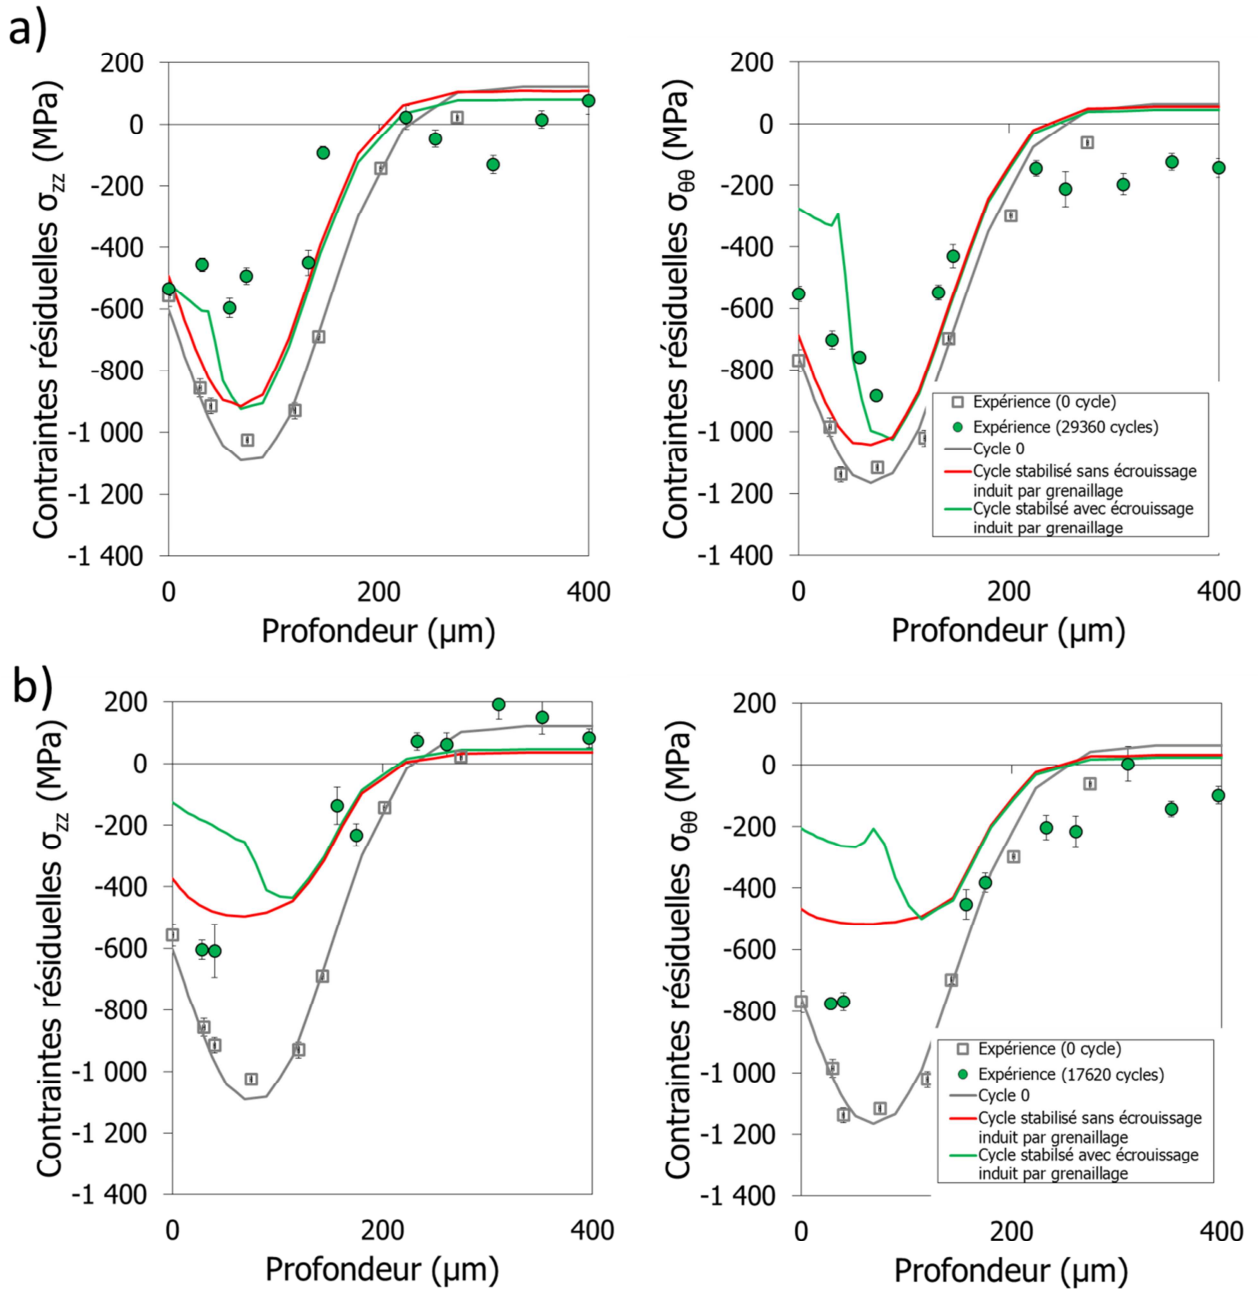 a)
Contraintes résiduelles σzz (MPa)
200
0
-200
-400
-600
-800
-1 000
-1 200
-1 400
0
200
400
Profondeur (µm)
Contraintes résiduelles σθθ (MPa)
200
0
-200
-400
-600
-800
-1 000
-1 200
-1 400
0
200
400
Profondeur (µm)
Expérience (0 cycle)
Expérience (29360 cycles)
Cycle 0
Cycle stabilisé sans écrouissage
induit par grenaillage
Cycle stabilsé avec écrouissage
induit par grenaillage
b)
Contraintes résiduelles σzz (MPa)
200
0
-200
-400
-600
-800
-1 000
-1 200
-1 400
0
200
400
Profondeur (µm)
Contraintes résiduelles σθθ (MPa)
200
0
-200
-400
-600
-800
-1 000
-1 200
-1 400
0
200
400
Profondeur (µm)
Expérience (0 cycle)
Expérience (17620 cycles)
Cycle 0
Cycle stabilisé sans écrouissage
induit par grenaillage
Cycle stabilsé avec écrouissage
induit par grenaillage